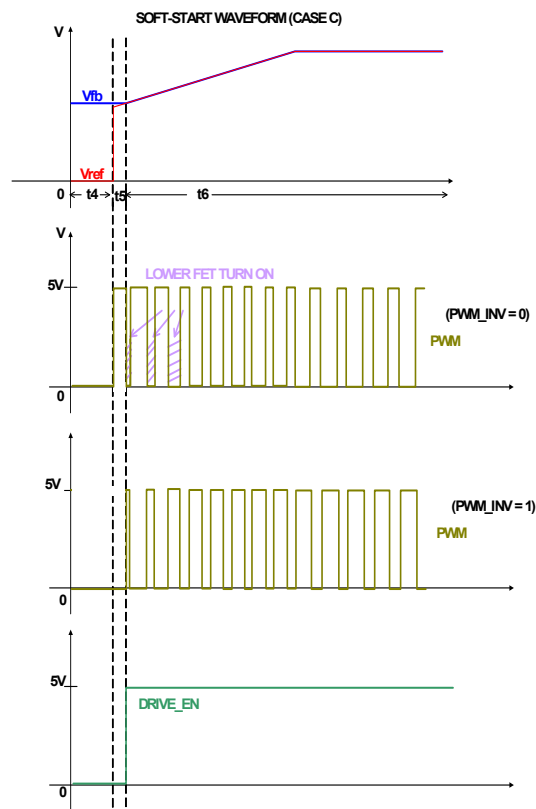 SOFT-START WAVEFORM (CASE C)
V
Vfb
Vref
0
t4
t5
t6
V
LOWER FET TURN ON
5V
(PWM_INV = 0)
PWM
0
5V
(PWM_INV = 1)
PWM
0
5V
DRIVE_EN
0